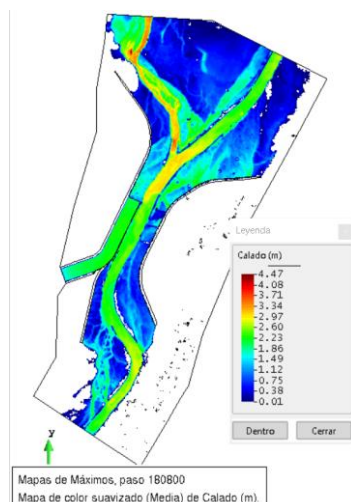 Leyenda
Calado (m)
4.47
4.08
3.71
3.34
2.97
2.60
2.23
1.86
1.49
1.12
0.75
0.38
0.01
Dentro Cerrar
y
Mapas de Máximos, paso 180800
Mapa de color suavizado (Media) de Calado (m).